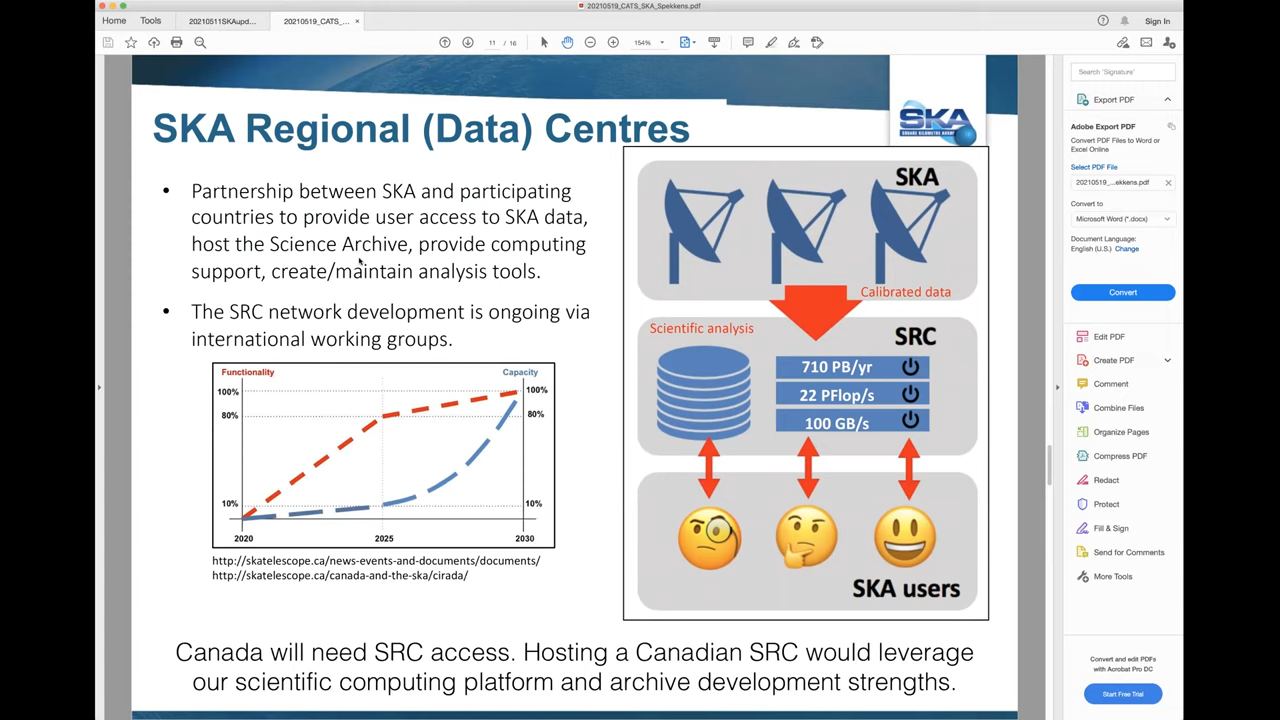 20210519_CATS_SKA_Spekkens.pdf
Home
Tools
20210511SKAupd...
20210519_CATS_...
×
Sign In
11 / 16
154%
SKA Regional (Data) Centres
SKA
SQUARE KILOMETRE ARRAY
• Partnership between SKA and participating
countries to provide user access to SKA data,
host the Science Archive, provide computing
support, create/maintain analysis tools.
• The SRC network development is ongoing via
international working groups.
Functionality
Capacity
100%
100%
80%
80%
10%
10%
2020
2025
2030
http://skatelescope.ca/news-events-and-documents/documents/
http://skatelescope.ca/canada-and-the-ska/cirada/
SKA
Calibrated data
Scientific analysis
SRC
710 PB/yr
22 PFlop/s
100 GB/s
SKA users
Canada will need SRC access. Hosting a Canadian SRC would leverage
our scientific computing platform and archive development strengths.
Search 'Signature'
Export PDF
Adobe Export PDF
Convert PDF Files to Word or
Excel Online
Select PDF File
20210519_...ekkens.pdf
Convert to
Microsoft Word (*.docx)
Document Language:
English (U.S.) Change
Convert
Edit PDF
Create PDF
Comment
Combine Files
Organize Pages
Compress PDF
Redact
Protect
Fill & Sign
Send for Comments
More Tools
Convert and edit PDFs
with Acrobat Pro DC
Start Free Trial